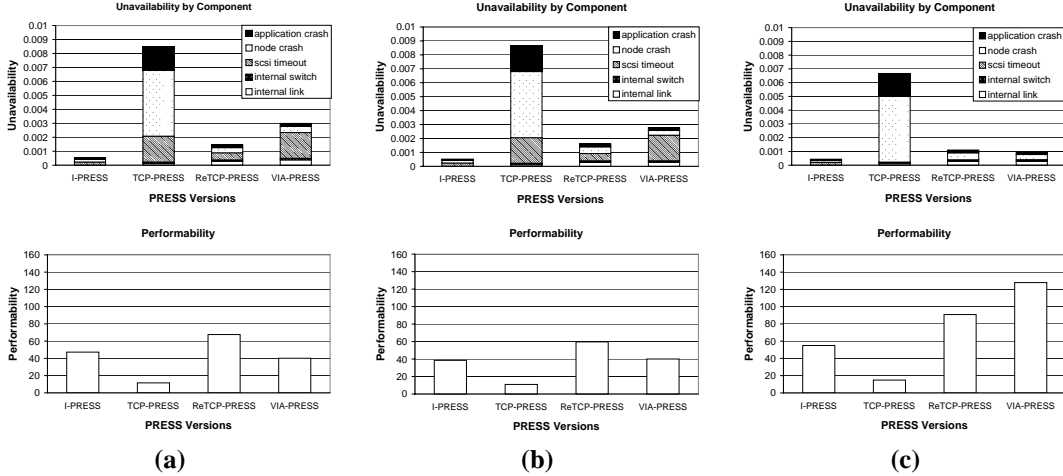 Unavailability by Component
0.01
0.009
0.008
0.007
0.006
0.005
0.004
0.003
0.002
0.001
0
Unavailability
application crash
node crash
scsi timeout
internal switch
internal link
I-PRESS TCP-PRESS ReTCP-PRESS VIA-PRESS
PRESS Versions
Unavailability by Component
0.01
0.009
0.008
0.007
0.006
0.005
0.004
0.003
0.002
0.001
0
Unavailability
application crash
node crash
scsi timeout
internal switch
internal link
I-PRESS TCP-PRESS ReTCP-PRESS VIA-PRESS
PRESS Versions
Unavailability by Component
0.01
0.009
0.008
0.007
0.006
0.005
0.004
0.003
0.002
0.001
0
Unavailability
application crash
node crash
scsi timeout
internal switch
internal link
I-PRESS TCP-PRESS ReTCP-PRESS VIA-PRESS
PRESS Versions
Performability
160
140
120
100
80
60
40
20
0
Performability
I-PRESS TCP-PRESS ReTCP-PRESS VIA-PRESS
PRESS Versions
Performability
160
140
120
100
80
60
40
20
0
Performability
I-PRESS TCP-PRESS ReTCP-PRESS VIA-PRESS
PRESS Versions
Performability
160
140
120
100
80
60
40
20
0
Performability
I-PRESS TCP-PRESS ReTCP-PRESS VIA-PRESS
PRESS Versions
(a) (b) (c)